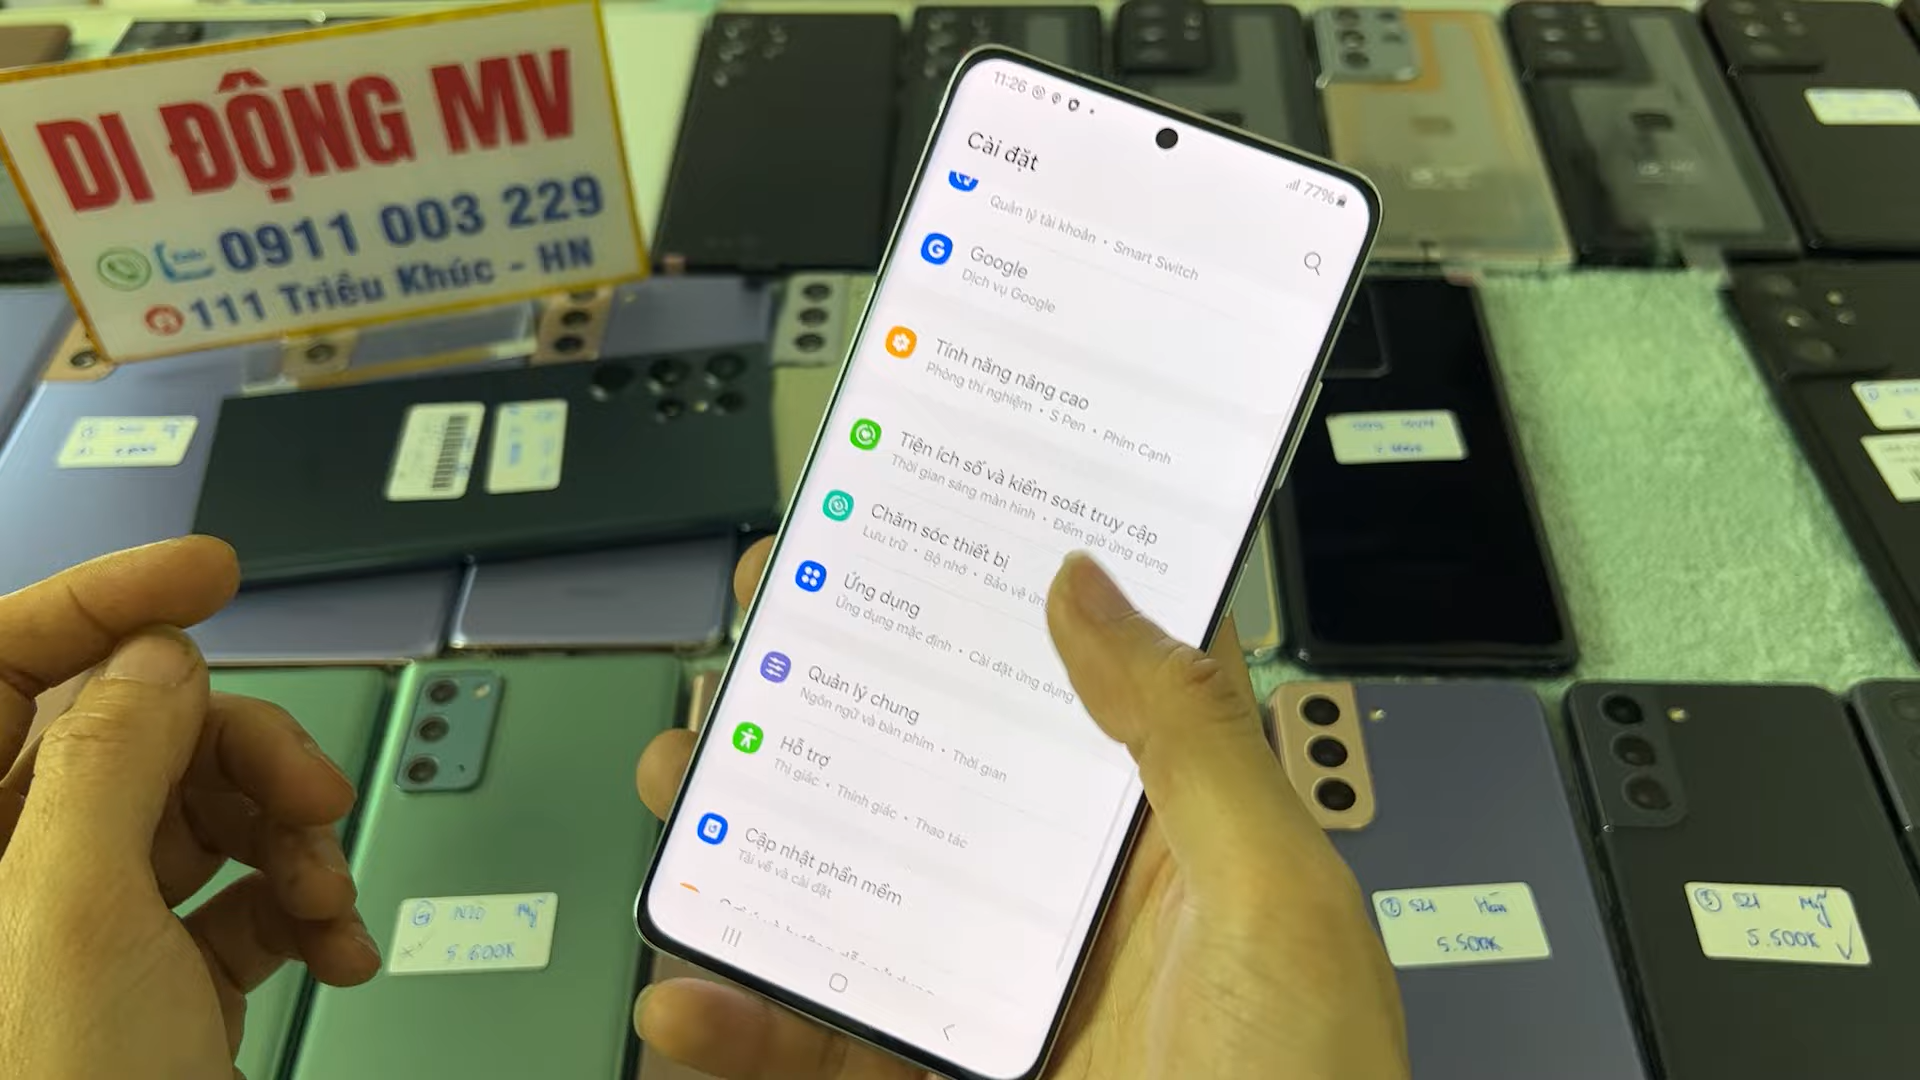 DI ĐỘNG MV
0911 003 229
111 Triều Khúc - HN
11:26
77%
Cài đặt
Quản lý tài khoản • Smart Switch
Google
Dịch vụ Google
Tính năng nâng cao
Phòng thí nghiệm • S Pen • Phím Cạnh
Tiện ích số và kiểm soát truy cập
Thời gian sáng màn hình • Đếm giờ ứng dụng
Chăm sóc thiết bị
Lưu trữ • Bộ nhớ • Bảo vệ ứng
Ứng dụng
Ứng dụng mặc định • Cài đặt ứng dụng
Quản lý chung
Ngôn ngữ và bàn phím • Thời gian
Hỗ trợ
Thị giác • Thính giác • Thao tác
Cập nhật phần mềm
Tải về và cài đặt
N20 Mỹ
5.600K
② S21 Hàn
5.500K
S21 Mỹ
5.500K